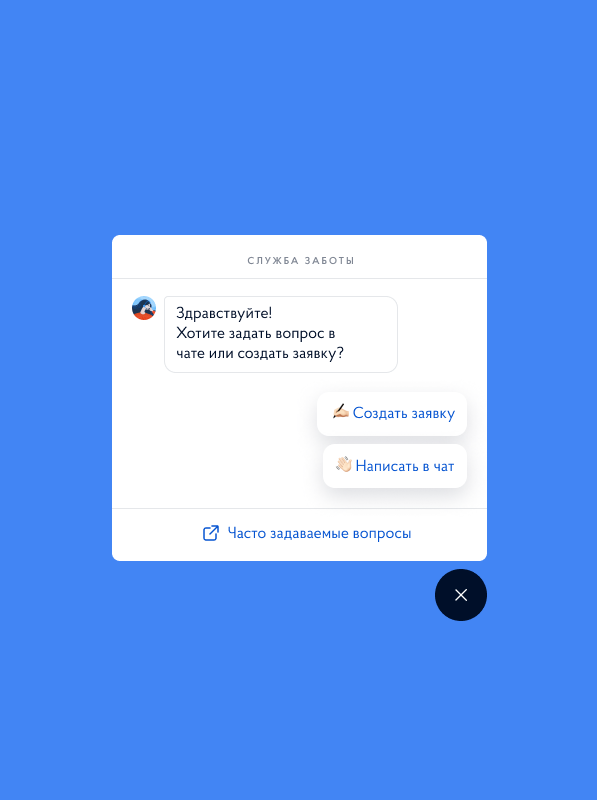 СЛУЖБА ЗАБОТЫ
Здравствуйте!
Хотите задать вопрос в
чате или создать заявку?
✍🏻 Создать заявку
👋🏻 Написать в чат
Часто задаваемые вопросы